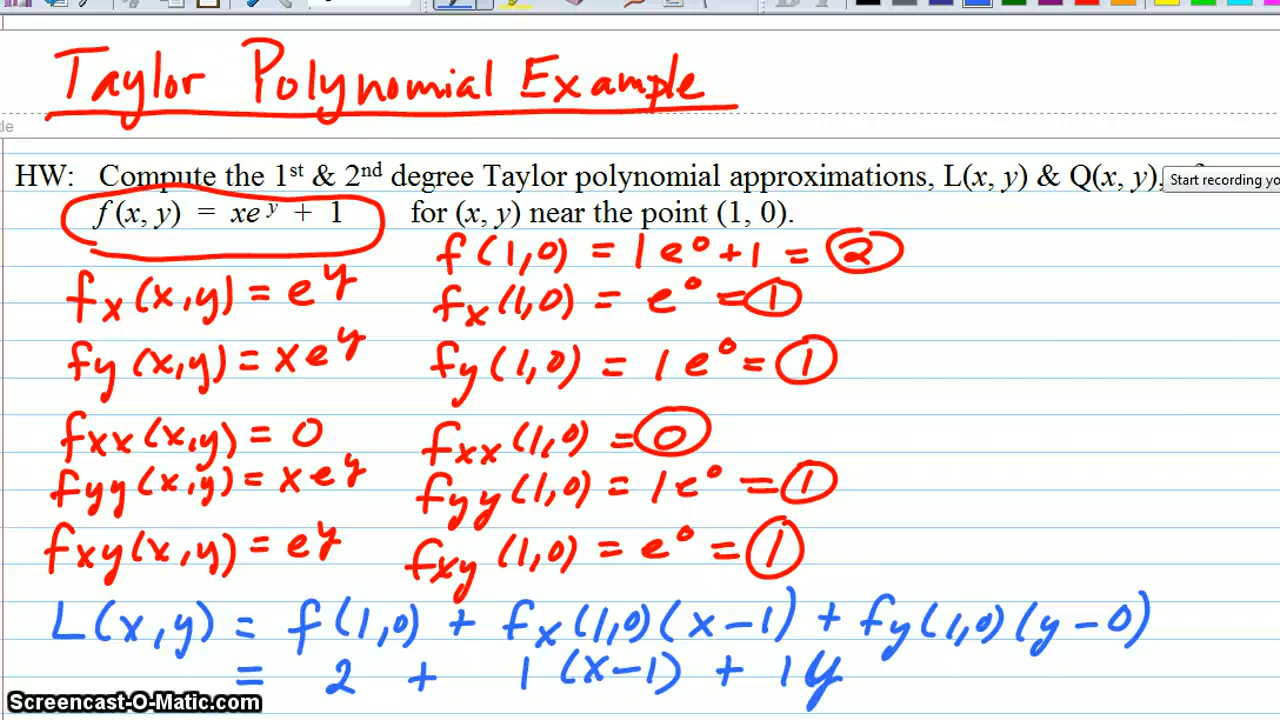 Taylor Polynomial Example
tle
HW: Compute the 1st & 2nd degree Taylor polynomial approximations, L(x, y) & Q(x, y),
Start recording yo
f (x, y) = xe^y + 1 for (x, y) near the point (1, 0).
f(1,0) = 1e^0 + 1 = 2
fx(x,y) = e^y fx(1,0) = e^0 = 1
fy(x,y) = xe^y fy(1,0) = 1e^0 = 1
fxx(x,y) = 0 fxx(1,0) = 0
fyy(x,y) = xe^y fyy(1,0) = 1e^0 = 1
fxy(x,y) = e^y fxy(1,0) = e^0 = 1
L(x,y) = f(1,0) + fx(1,0)(x-1) + fy(1,0)(y-0)
= 2 + 1(x-1) + 1y
Screencast-O-Matic.com